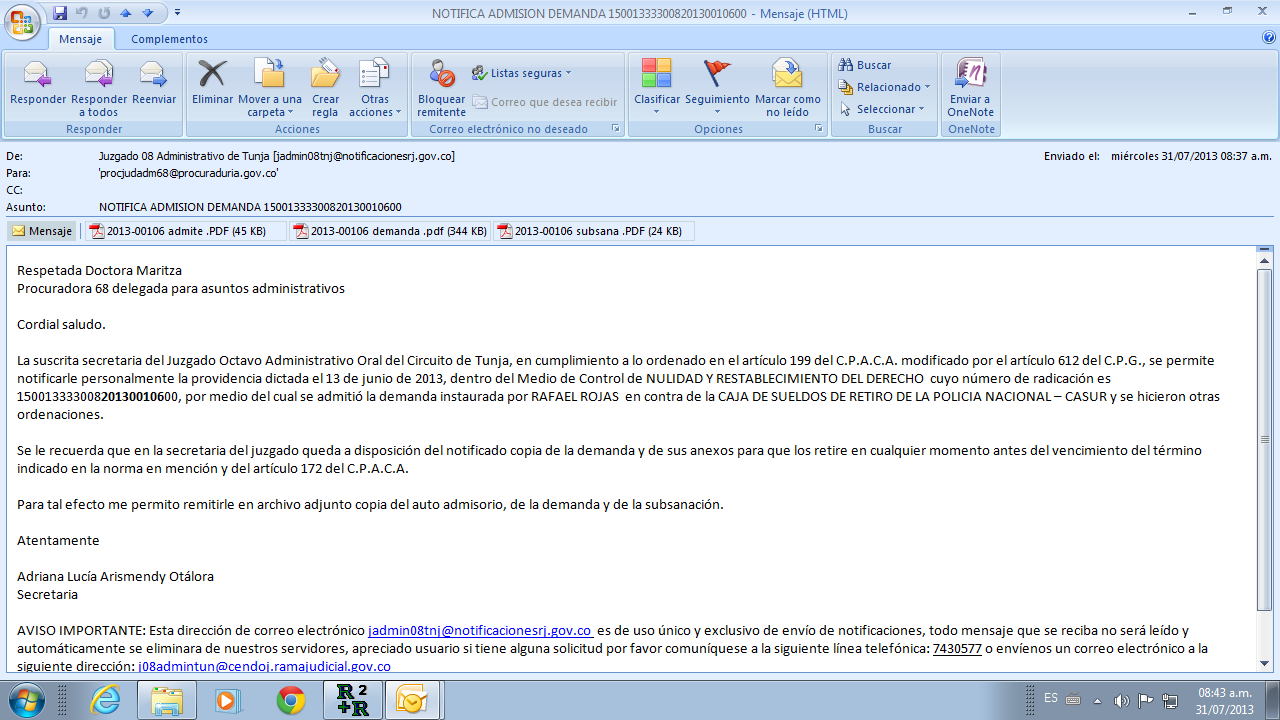 NOTIFICA ADMISION DEMANDA 15001333300820130010600 - Mensaje (HTML)
Mensaje Complementos
Responder Responder a todos Reenviar
Responder
Eliminar Mover a una carpeta Crear regla Otras acciones
Acciones
Bloquear remitente Listas seguras Correo que desea recibir
Correo electrónico no deseado
Clasificar Seguimiento Marcar como no leído
Opciones
Buscar
Relacionado
Seleccionar
Buscar
Enviar a OneNote
OneNote
De: Juzgado 08 Administrativo de Tunja [jadmin08tnj@notificacionesrj.gov.co] Enviado el: miércoles 31/07/2013 08:37 a.m.
Para: 'procjudadm68@procuraduria.gov.co'
CC:
Asunto: NOTIFICA ADMISION DEMANDA 15001333300820130010600
Mensaje 2013-00106 admite .PDF (45 KB) 2013-00106 demanda .pdf (344 KB) 2013-00106 subsana .PDF (24 KB)
Respetada Doctora Maritza
Procuradora 68 delegada para asuntos administrativos
Cordial saludo.
La suscrita secretaria del Juzgado Octavo Administrativo Oral del Circuito de Tunja, en cumplimiento a lo ordenado en el artículo 199 del C.P.A.C.A. modificado por el artículo 612 del C.P.G., se permite
notificarle personalmente la providencia dictada el 13 de junio de 2013, dentro del Medio de Control de NULIDAD Y RESTABLECIMIENTO DEL DERECHO cuyo número de radicación es
15001333300820130010600, por medio del cual se admitió la demanda instaurada por RAFAEL ROJAS en contra de la CAJA DE SUELDOS DE RETIRO DE LA POLICIA NACIONAL – CASUR y se hicieron otras
ordenaciones.
Se le recuerda que en la secretaria del juzgado queda a disposición del notificado copia de la demanda y de sus anexos para que los retire en cualquier momento antes del vencimiento del término
indicado en la norma en mención y del artículo 172 del C.P.A.C.A.
Para tal efecto me permito remitirle en archivo adjunto copia del auto admisorio, de la demanda y de la subsanación.
Atentamente
Adriana Lucía Arismendy Otálora
Secretaria
AVISO IMPORTANTE: Esta dirección de correo electrónico jadmin08tnj@notificacionesrj.gov.co es de uso único y exclusivo de envío de notificaciones, todo mensaje que se reciba no será leído y
automáticamente se eliminara de nuestros servidores, apreciado usuario si tiene alguna solicitud por favor comuníquese a la siguiente línea telefónica: 7430577 o envíenos un correo electrónico a la
siguiente dirección: j08admintun@cendoj.ramajudicial.gov.co
R2
+R
ES
08:43 a.m.
31/07/2013